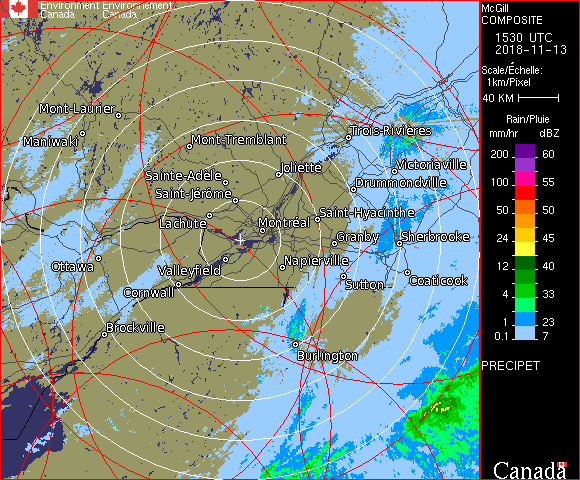 Environment Environnement
Canada Canada
McGill
COMPOSITE
1530 UTC
2018-11-13
Scale/Échelle:
1km/Pixel
40 KM
Rain/Pluie
mm/hr dBZ
200 60
55
100 55
50 50
24 45
12 40
4 33
1 23
0.1 7
PRECIPET
Canada
Mont-Laurier
Maniwaki
Mont-Tremblant
Trois-Rivières
Sainte-Adèle
Joliette
Victoriaville
Drummondville
Saint-Jérôme
Lachute
Montréal
Saint-Hyacinthe
Granby
Sherbrooke
Ottawa
Valleyfield
Napierville
Sutton
Coaticook
Cornwall
Brockville
Burlington